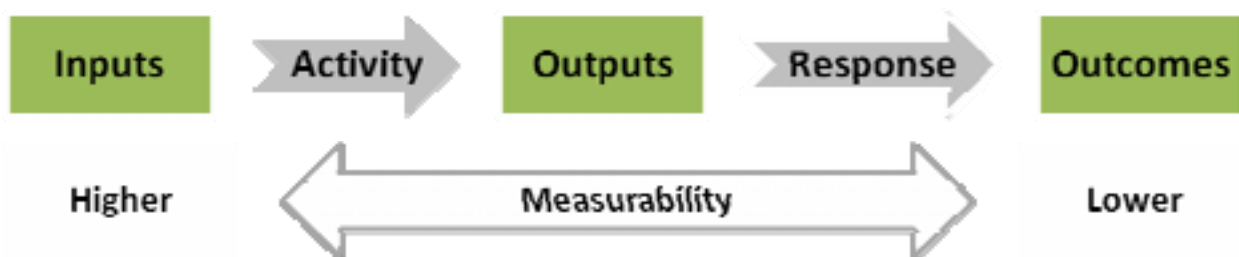 Inputs Activity Outputs Response Outcomes
Higher Measurability Lower